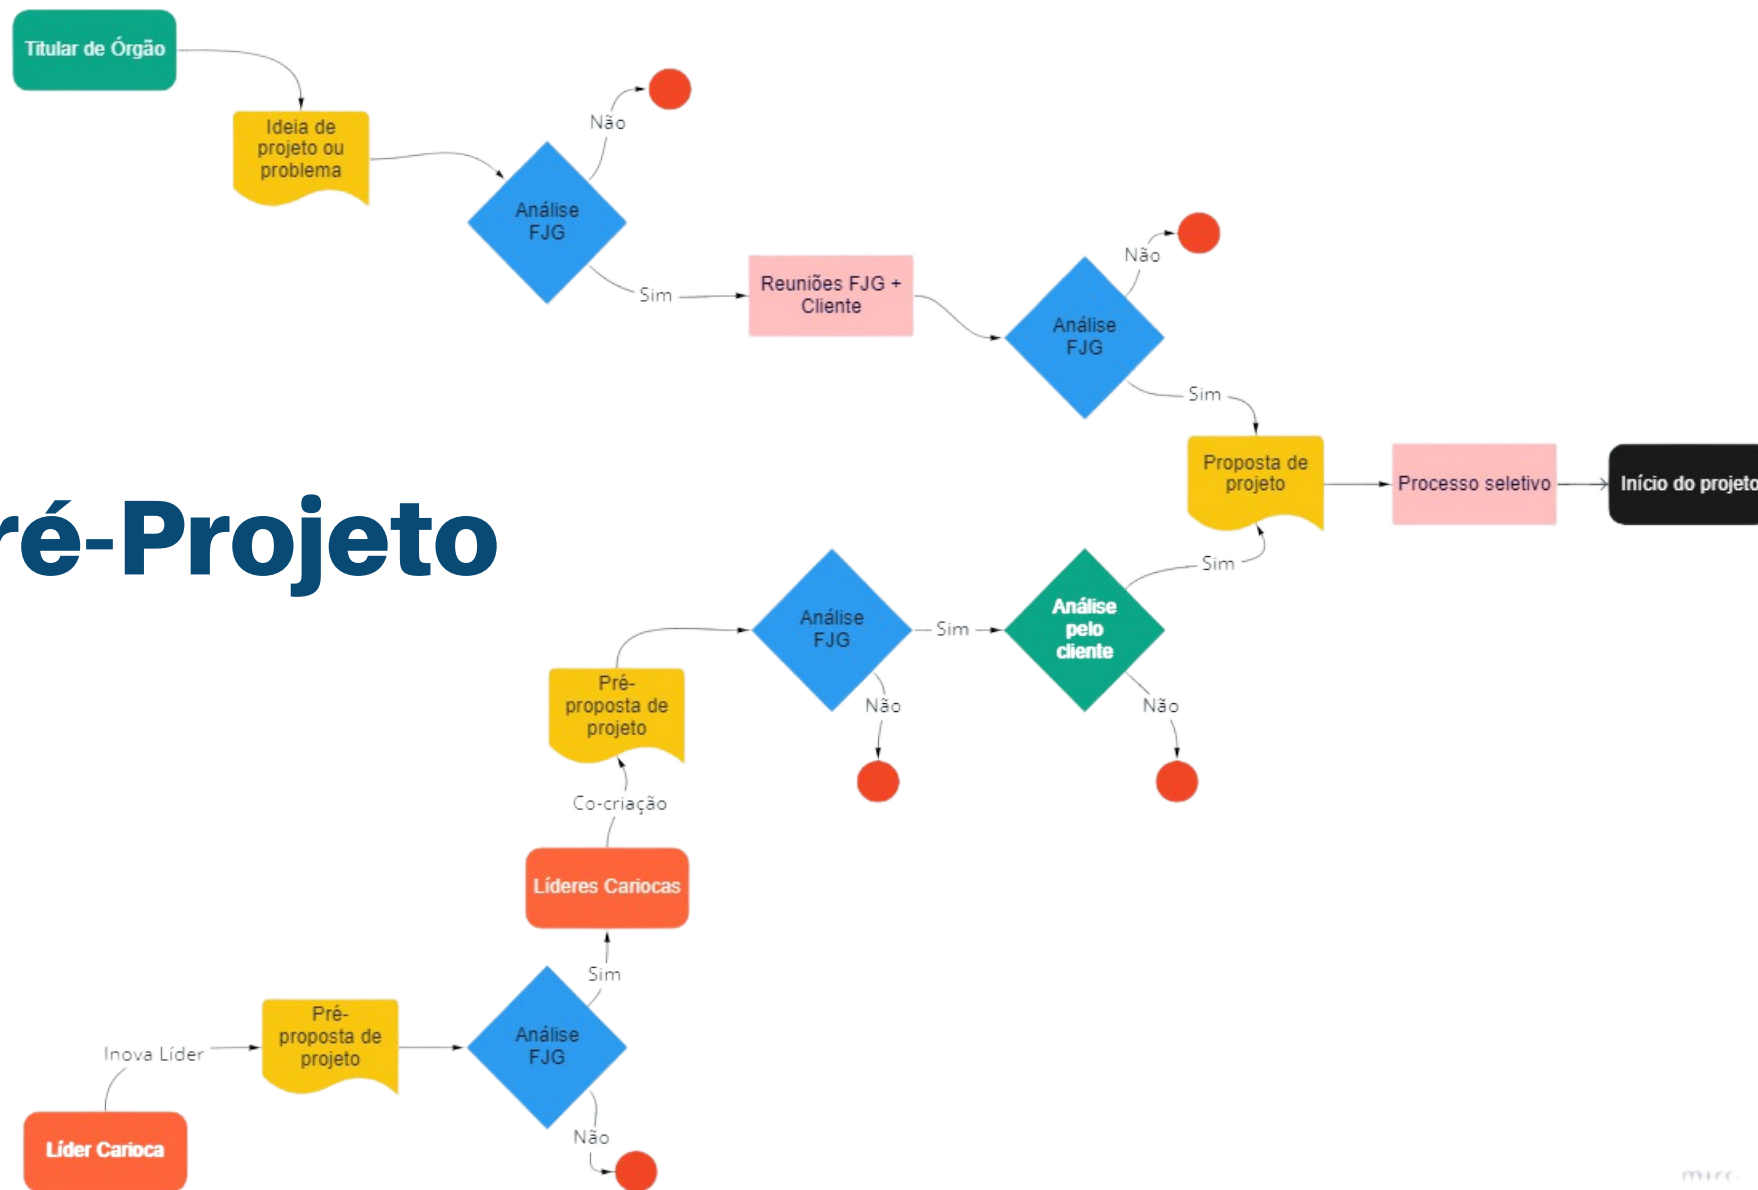 Titular de Órgão
Ideia de
projeto ou
problema
Não
Análise
FJG
Sim
Reuniões FJG +
Cliente
Não
Análise
FJG
Sim
Proposta de
projeto
Processo seletivo
Início do projeto
ré-Projeto
Sim
Análise
pelo
cliente
Não
Sim
Análise
FJG
Não
Pré-
proposta de
projeto
Co-criação
Líderes Cariocas
Sim
Análise
FJG
Não
Pré-
proposta de
projeto
Inova Líder
Líder Carioca